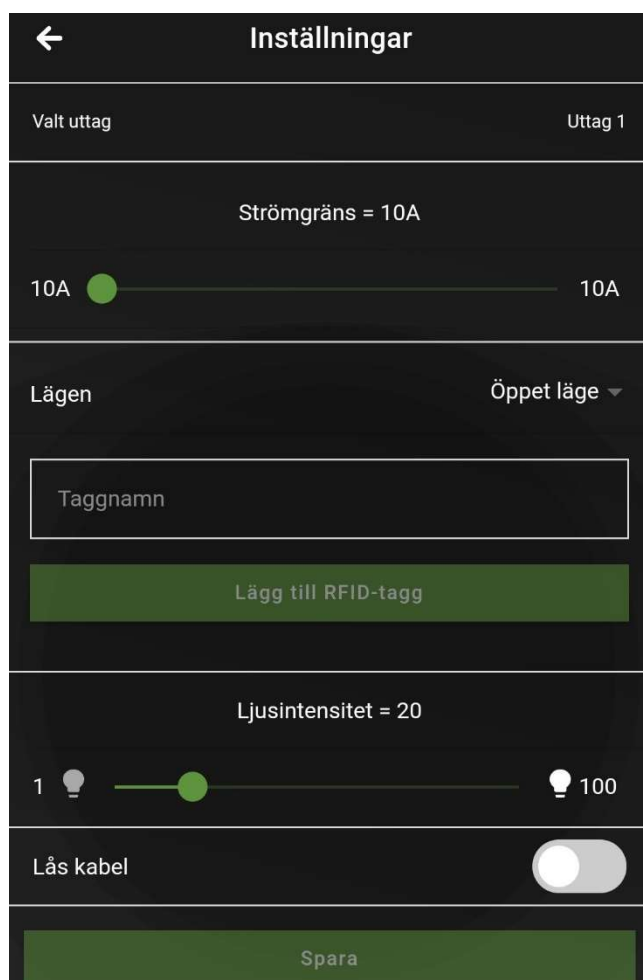 Inställningar
Valt uttag Uttag 1
Strömgräns = 10A
10A 10A
Lägen Öppet läge
Taggnamn
Lägg till RFID-tagg
Ljusintensitet = 20
1 100
Lås kabel
Spara